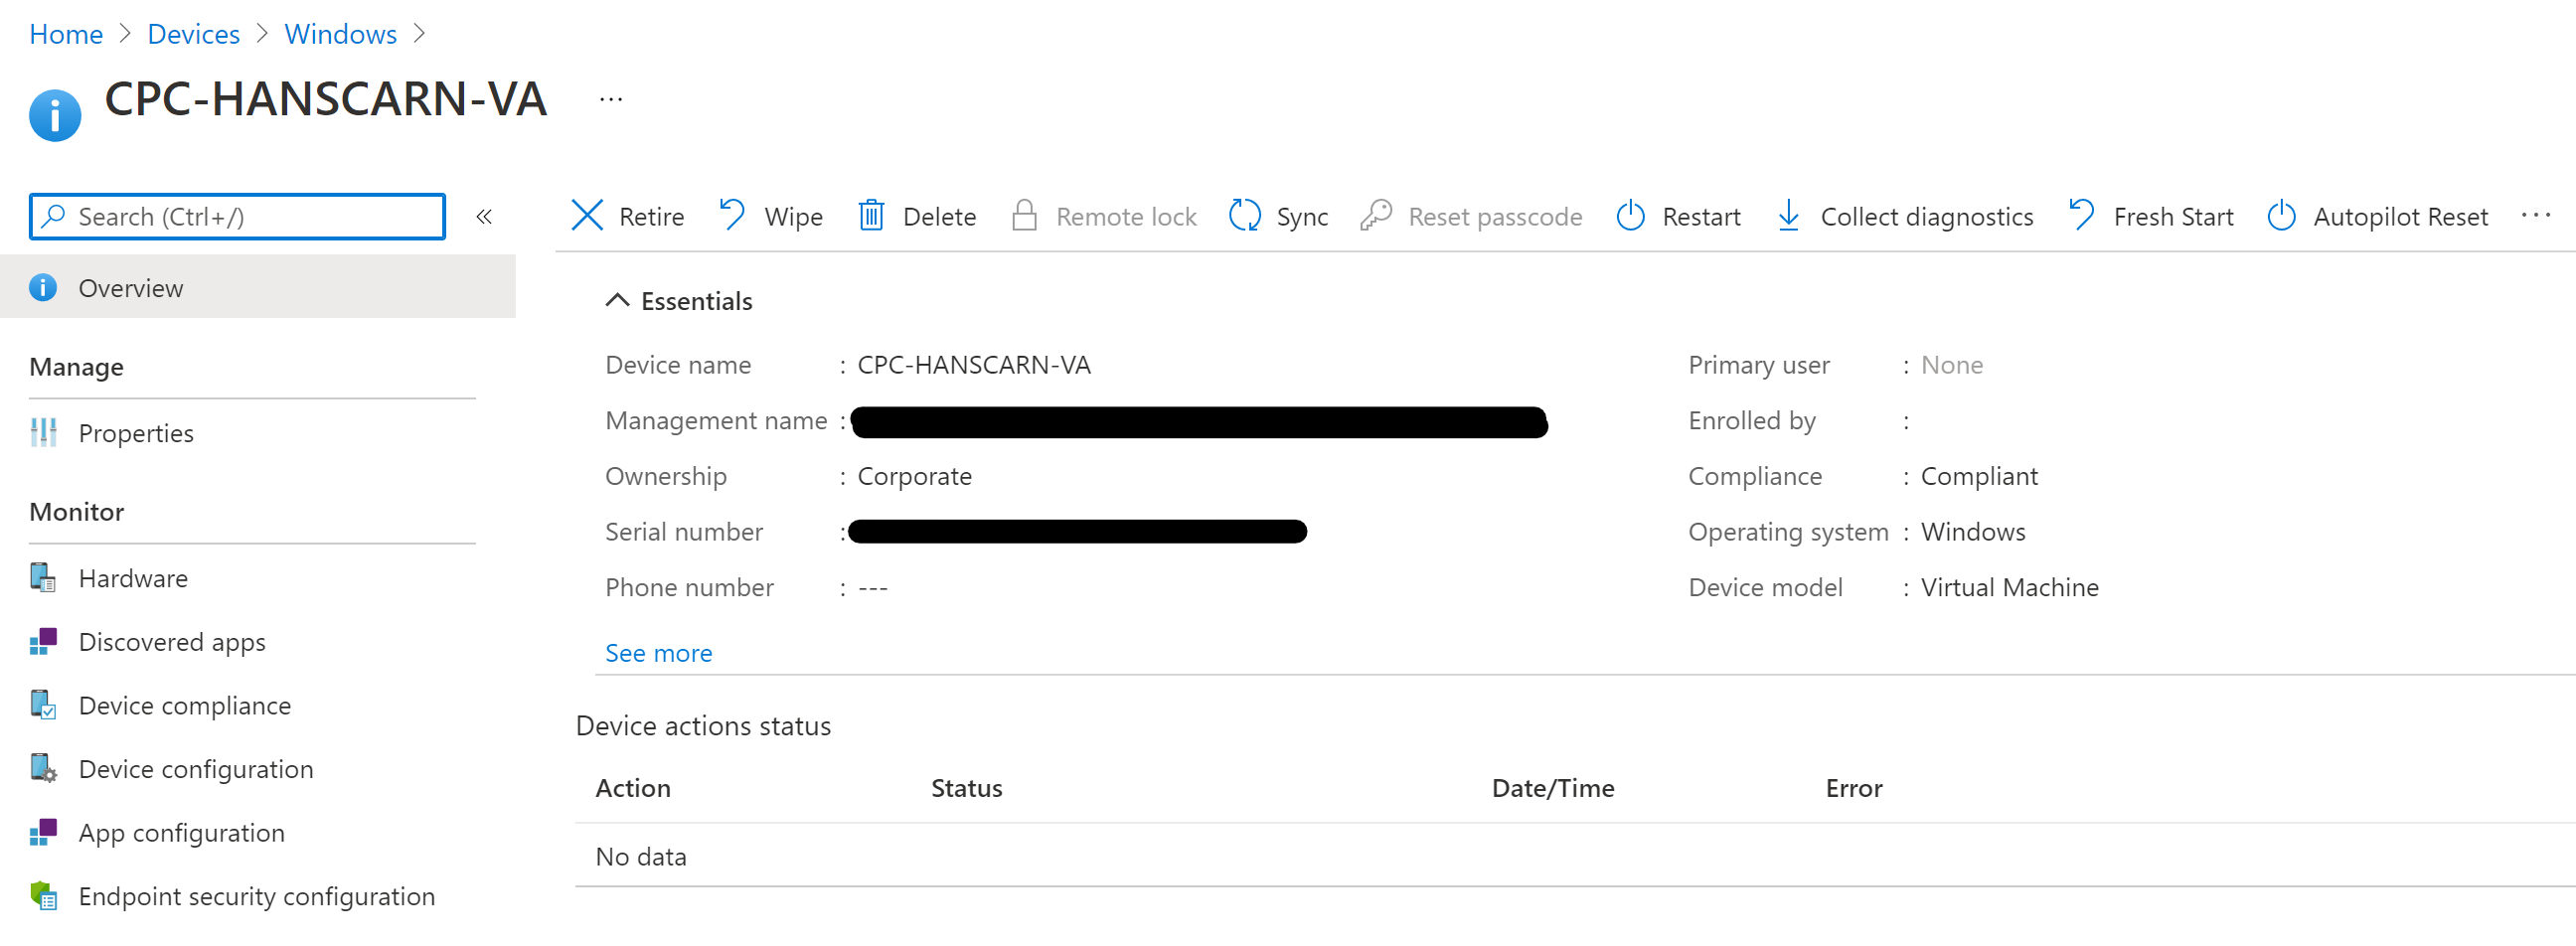 Home > Devices > Windows >
CPC-HANSCARN-VA ...
Search (Ctrl+/) «
Retire Wipe Delete Remote lock Sync Reset passcode Restart Collect diagnostics Fresh Start Autopilot Reset ...
Overview
Manage
Properties
Monitor
Hardware
Discovered apps
Device compliance
Device configuration
App configuration
Endpoint security configuration
Essentials
Device name : CPC-HANSCARN-VA
Management name :
Ownership : Corporate
Serial number :
Phone number : ---
See more
Primary user : None
Enrolled by :
Compliance : Compliant
Operating system : Windows
Device model : Virtual Machine
Device actions status
Action Status Date/Time Error
No data